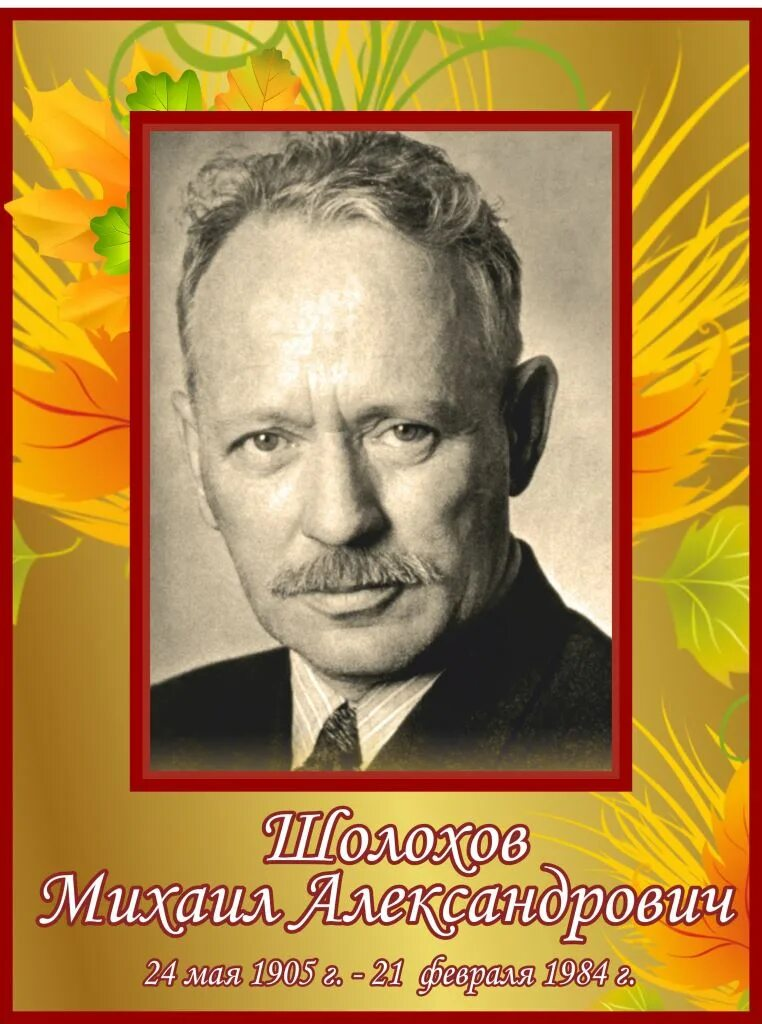 Шолохов
Михаил Александрович
24 мая 1905 г. - 21 февраля 1984 г.